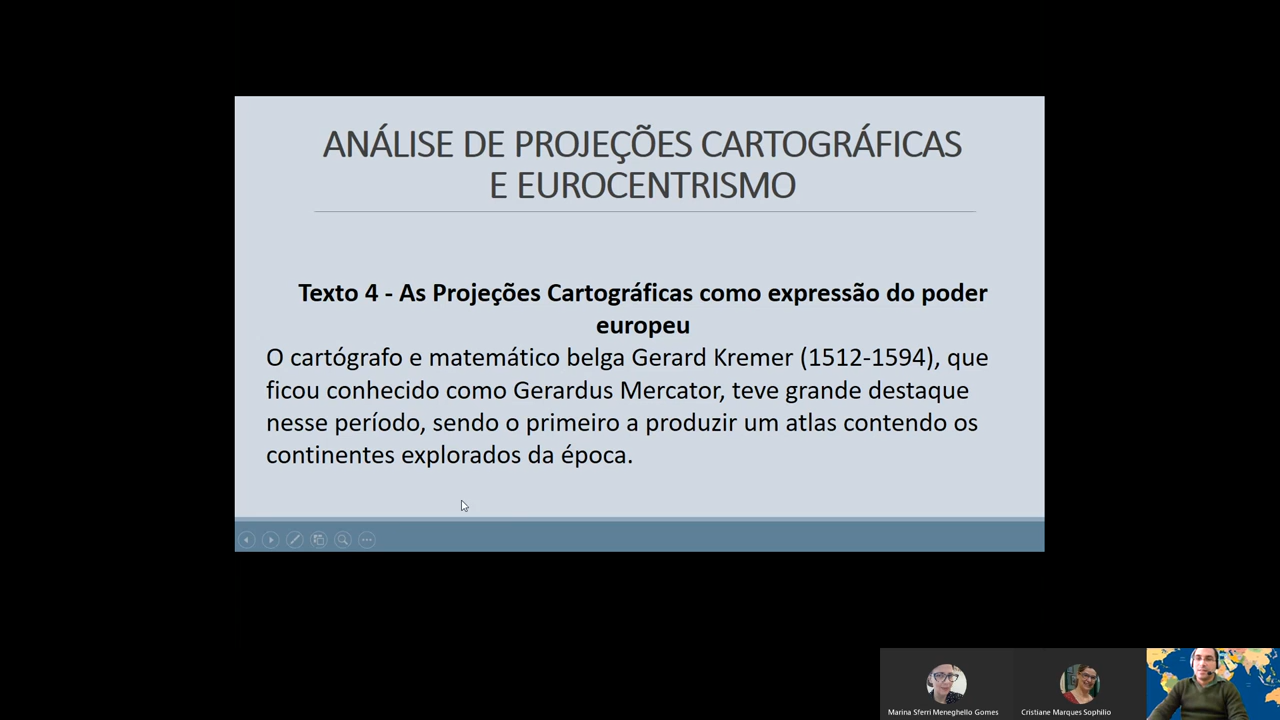 ANÁLISE DE PROJEÇÕES CARTOGRÁFICAS
E EUROCENTRISMO
Texto 4 - As Projeções Cartográficas como expressão do poder
europeu
O cartógrafo e matemático belga Gerard Kremer (1512-1594), que
ficou conhecido como Gerardus Mercator, teve grande destaque
nesse período, sendo o primeiro a produzir um atlas contendo os
continentes explorados da época.
Marina Sferri Meneghello Gomes
Cristiane Marques Sophilio